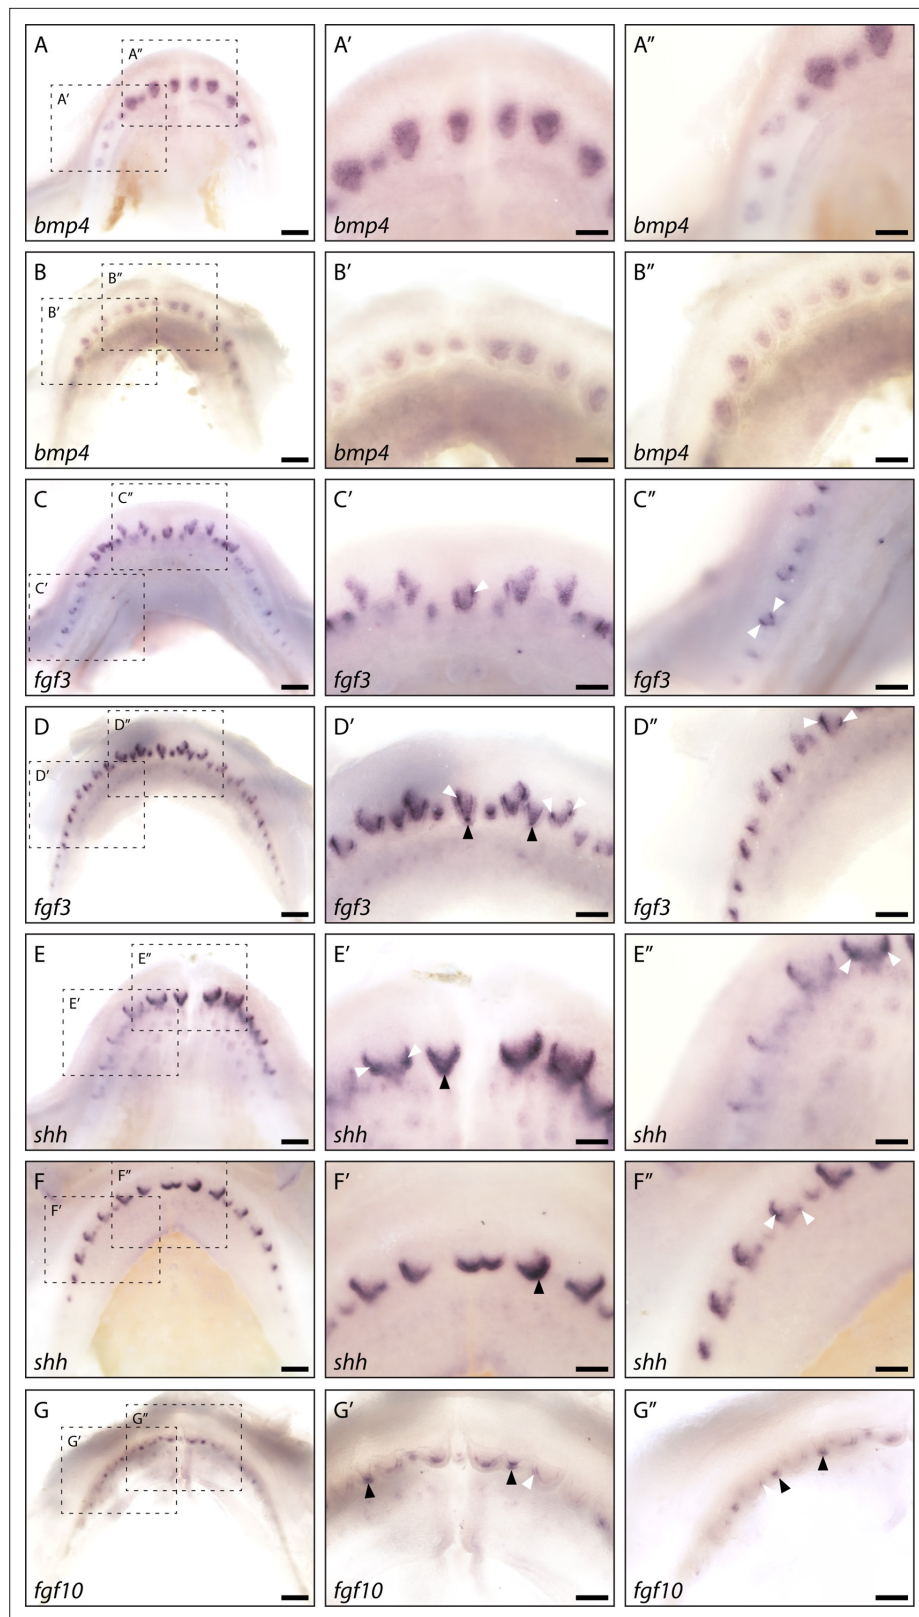 A
A″
A′
bmp4
A′
bmp4
A″
bmp4
B
B″
B′
bmp4
B′
bmp4
B″
bmp4
C
C″
C′
fgf3
C′
fgf3
C″
fgf3
D
D″
D′
fgf3
D′
fgf3
D″
fgf3
E
E″
E′
shh
E′
shh
E″
shh
F
F″
F′
shh
F′
shh
F″
shh
G
G″
G′
fgf10
G′
fgf10
G″
fgf10